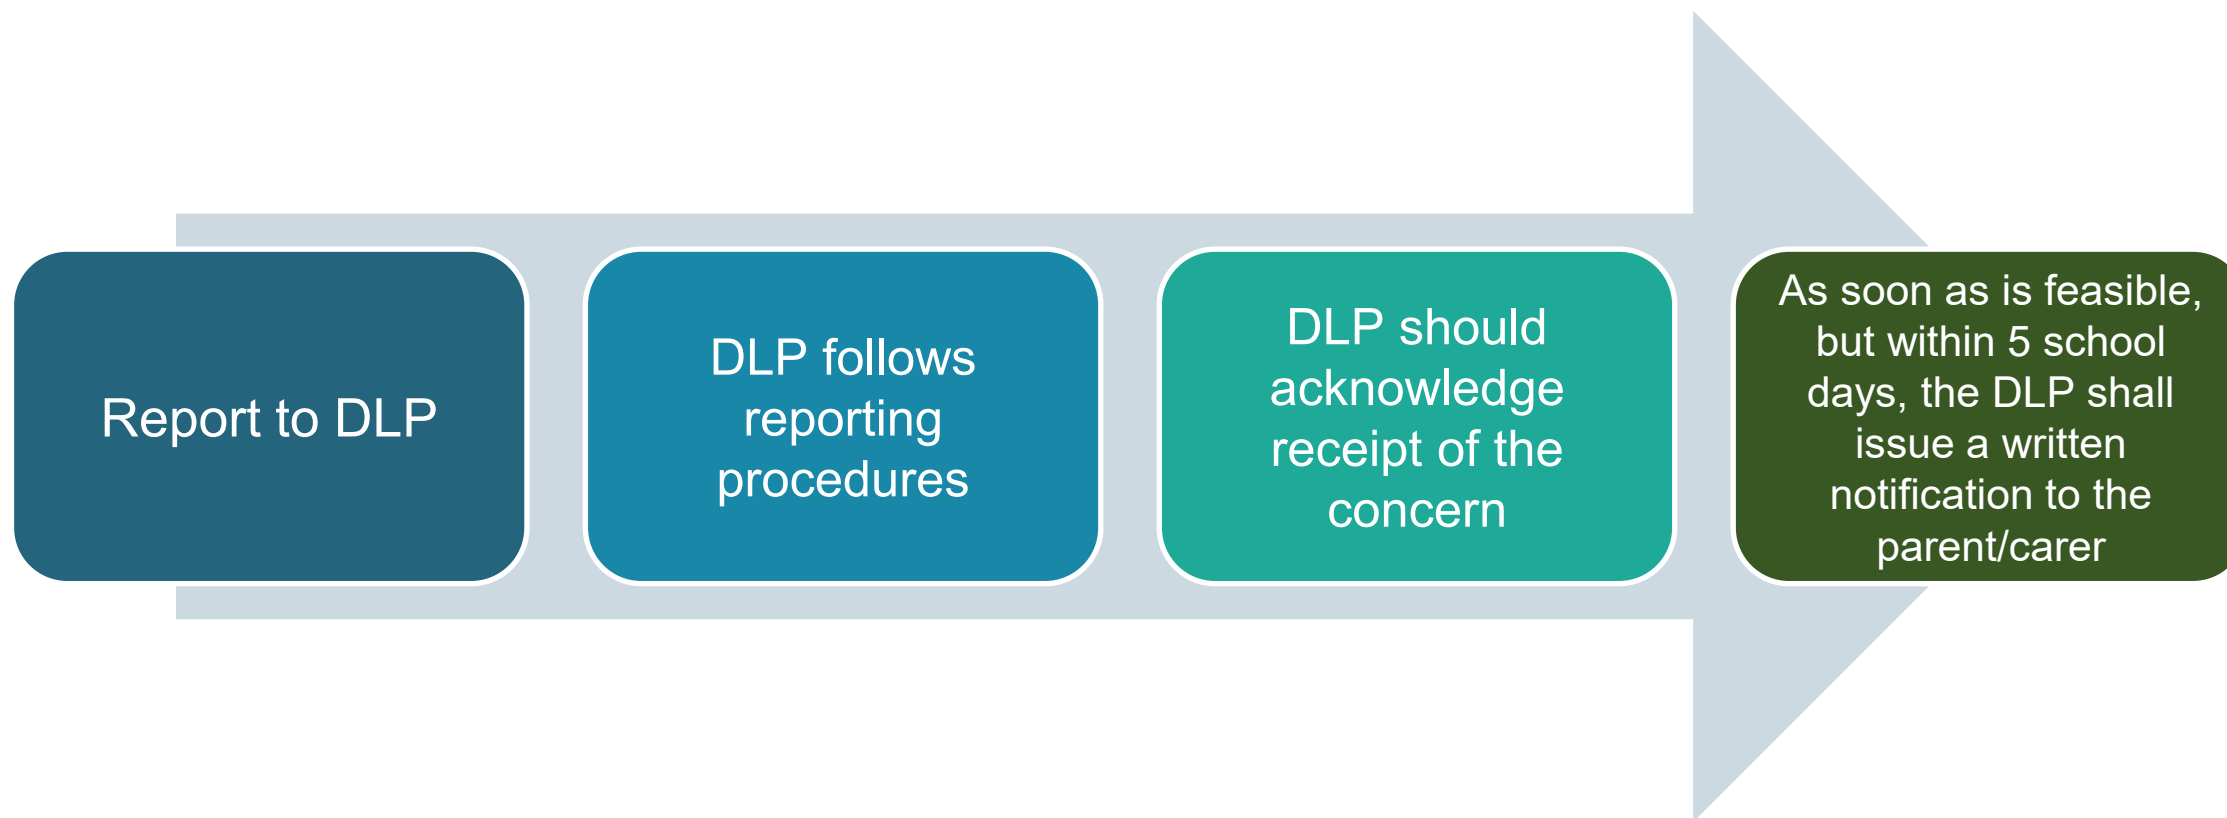 Report to DLP
DLP follows
reporting
procedures
DLP should
acknowledge
receipt of the
concern
As soon as is feasible,
but within 5 school
days, the DLP shall
issue a written
notification to the
parent/carer